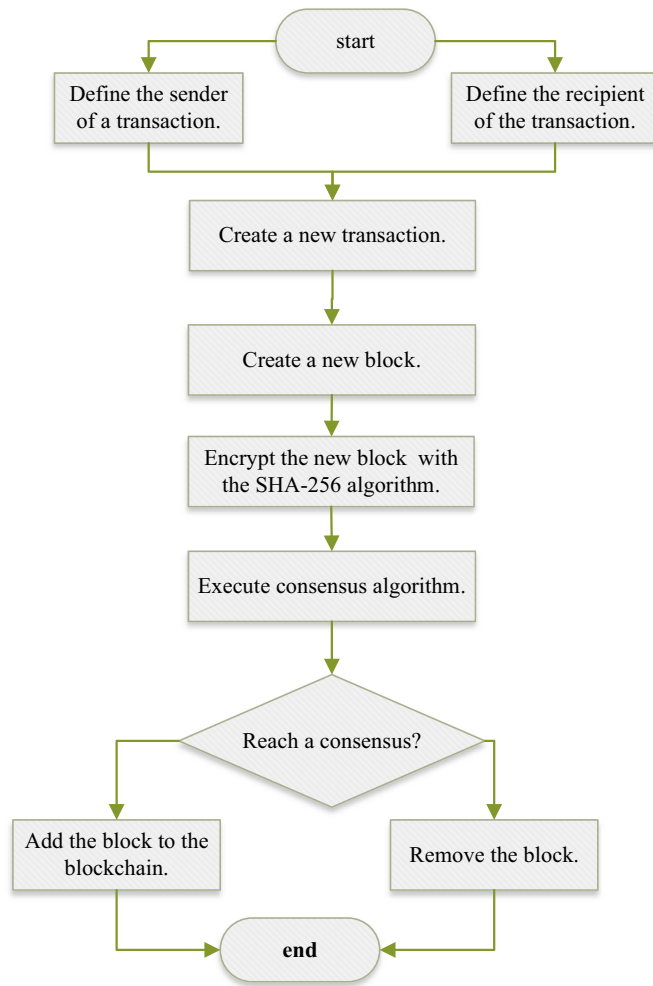 start
Define the sender
of a transaction.
Define the recipient
of the transaction.
Create a new transaction.
Create a new block.
Encrypt the new block with
the SHA-256 algorithm.
Execute consensus algorithm.
Reach a consensus?
Add the block to the
blockchain.
Remove the block.
end